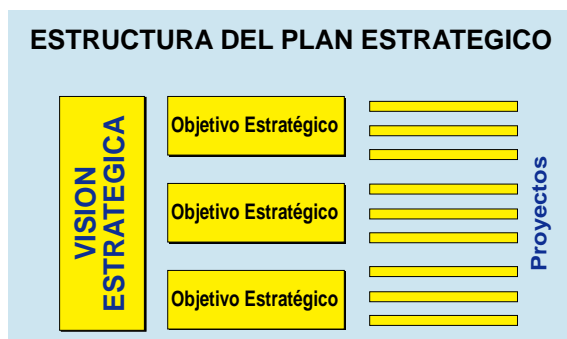 ESTRUCTURA DEL PLAN ESTRATEGICO
VISION
ESTRATEGICA
Objetivo Estratégico
Objetivo Estratégico
Objetivo Estratégico
Proyectos